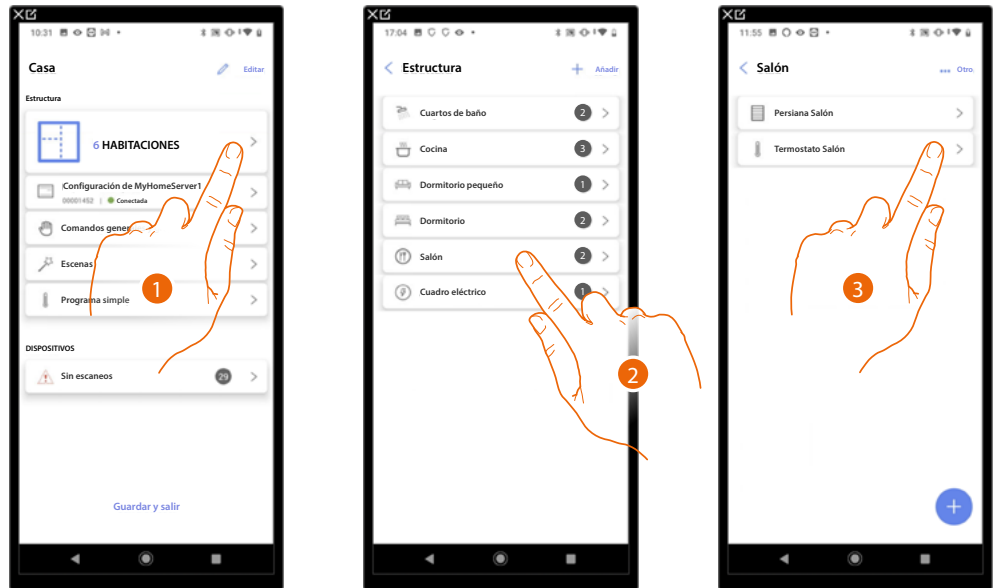 10:31
Casa
Editar
Estructura
6 HABITACIONES
Configuración de MyHomeServer1
00001452 | Conectada
Comandos gener
Escenas
Programa simple
1
DISPOSITIVOS
Sin escaneos
29
Guardar y salir
17:04
Estructura
Añadir
Cuartos de baño
2
Cocina
3
Dormitorio pequeño
1
Dormitorio
2
Salón
2
Cuadro eléctrico
1
2
11:55
Salón
Otro
Persiana Salón
Termostato Salón
3